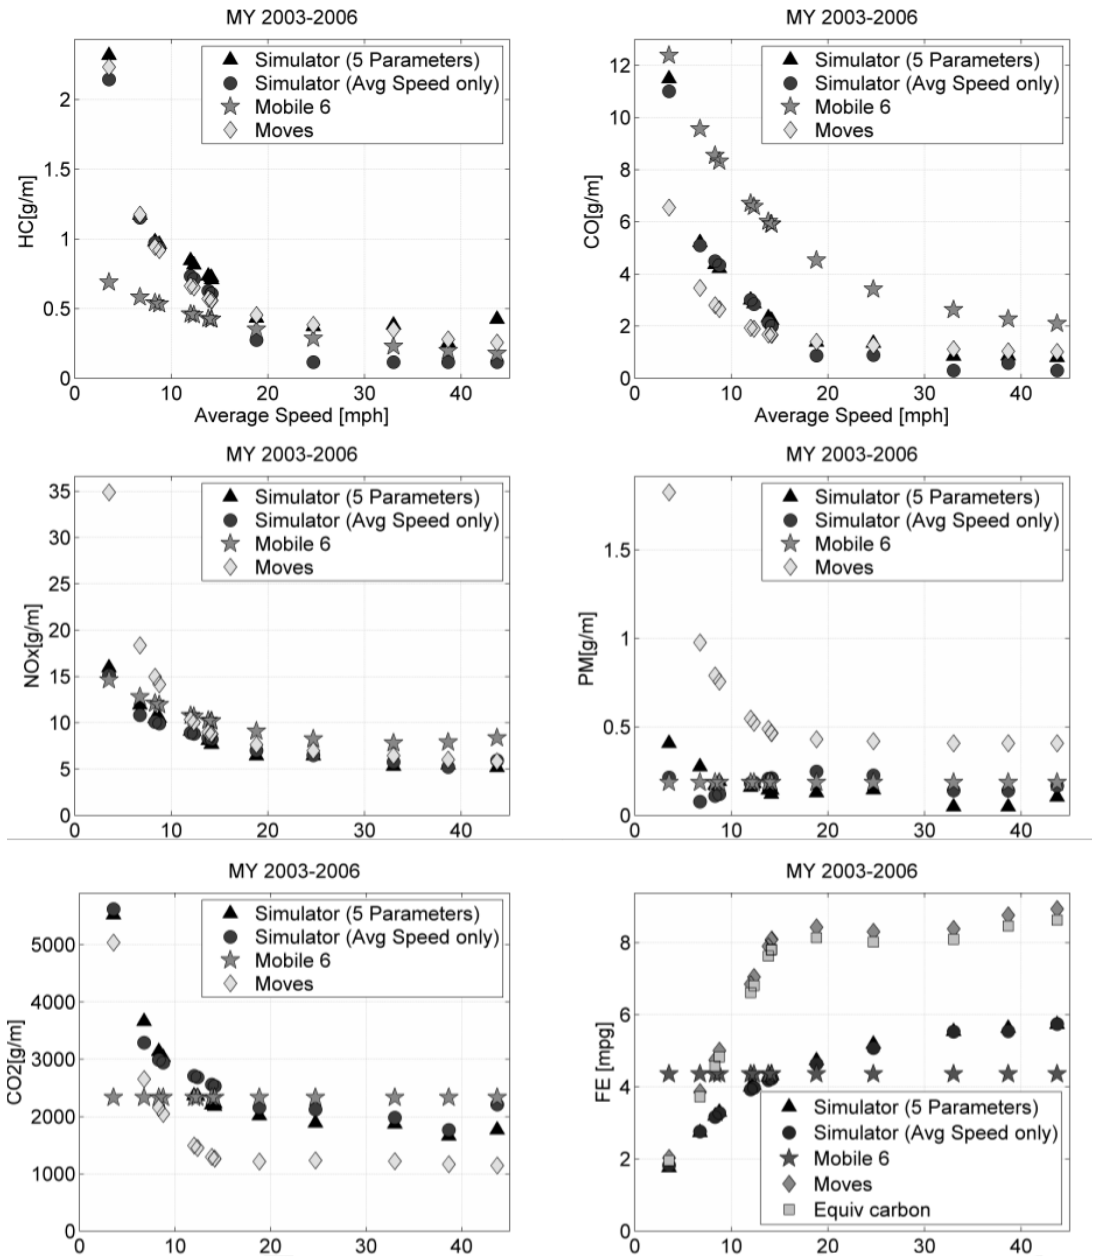 MY 2003-2006
HC[g/m]
2
1.5
1
0.5
0
0 10 20 30 40
Average Speed [mph]
Simulator (5 Parameters)
Simulator (Avg Speed only)
Mobile 6
Moves
MY 2003-2006
CO[g/m]
12
10
8
6
4
2
0
0 10 20 30 40
Average Speed [mph]
Simulator (5 Parameters)
Simulator (Avg Speed only)
Mobile 6
Moves
MY 2003-2006
NOx[g/m]
35
30
25
20
15
10
5
0
0 10 20 30 40
Simulator (5 Parameters)
Simulator (Avg Speed only)
Mobile 6
Moves
MY 2003-2006
PM[g/m]
1.5
1
0.5
0
0 10 20 30 40
Simulator (5 Parameters)
Simulator (Avg Speed only)
Mobile 6
Moves
MY 2003-2006
CO2[g/m]
5000
4000
3000
2000
1000
0
0 10 20 30 40
Simulator (5 Parameters)
Simulator (Avg Speed only)
Mobile 6
Moves
MY 2003-2006
FE [mpg]
8
6
4
2
0
0 10 20 30 40
Simulator (5 Parameters)
Simulator (Avg Speed only)
Mobile 6
Moves
Equiv carbon